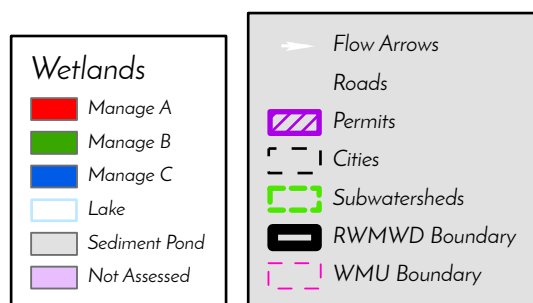 Wetlands
Manage A
Manage B
Manage C
Lake
Sediment Pond
Not Assessed
Flow Arrows
Roads
Permits
Cities
Subwatersheds
RWMWD Boundary
WMU Boundary